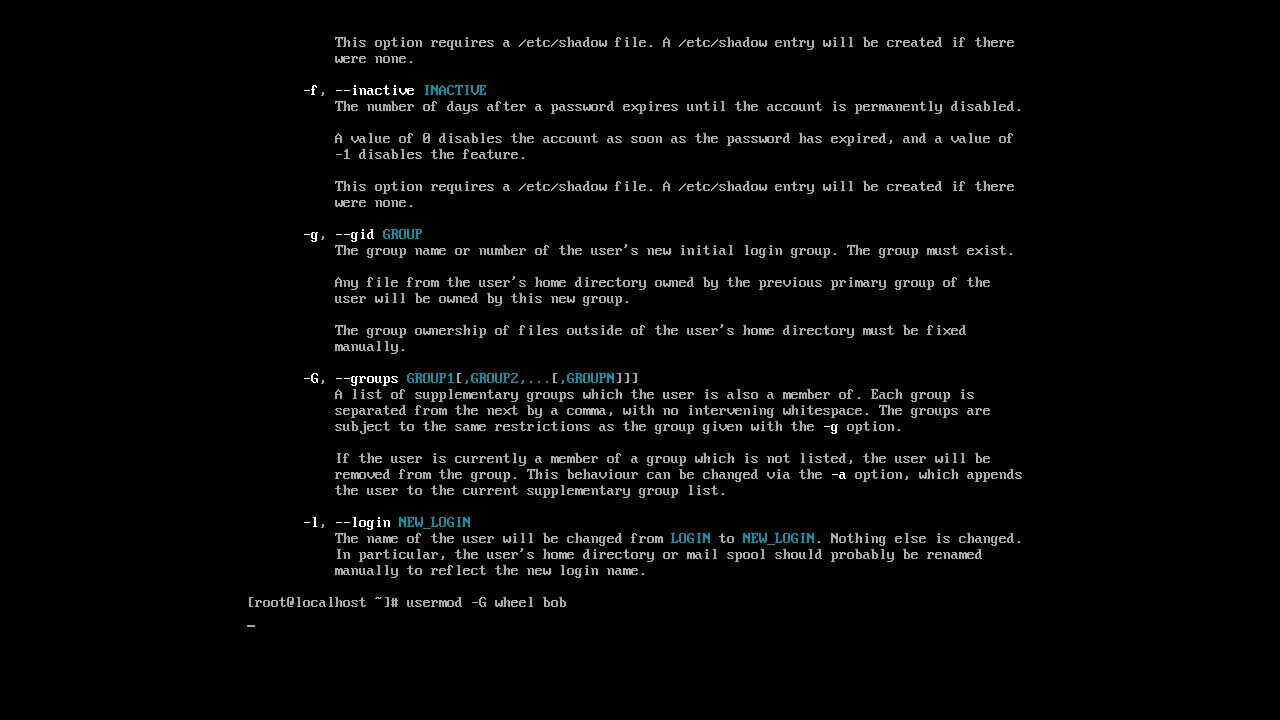 This option requires a /etc/shadow file. A /etc/shadow entry will be created if there
were none.
-f, --inactive INACTIVE
The number of days after a password expires until the account is permanently disabled.
A value of 0 disables the account as soon as the password has expired, and a value of
-1 disables the feature.
This option requires a /etc/shadow file. A /etc/shadow entry will be created if there
were none.
-g, --gid GROUP
The group name or number of the user's new initial login group. The group must exist.
Any file from the user's home directory owned by the previous primary group of the
user will be owned by this new group.
The group ownership of files outside of the user's home directory must be fixed
manually.
-G, --groups GROUP1[,GROUP2,...[,GROUPN]]]
A list of supplementary groups which the user is also a member of. Each group is
separated from the next by a comma, with no intervening whitespace. The groups are
subject to the same restrictions as the group given with the -g option.
If the user is currently a member of a group which is not listed, the user will be
removed from the group. This behaviour can be changed via the -a option, which appends
the user to the current supplementary group list.
-l, --login NEW_LOGIN
The name of the user will be changed from LOGIN to NEW_LOGIN. Nothing else is changed.
In particular, the user's home directory or mail spool should probably be renamed
manually to reflect the new login name.
[root@localhost ~]# usermod -G wheel bob